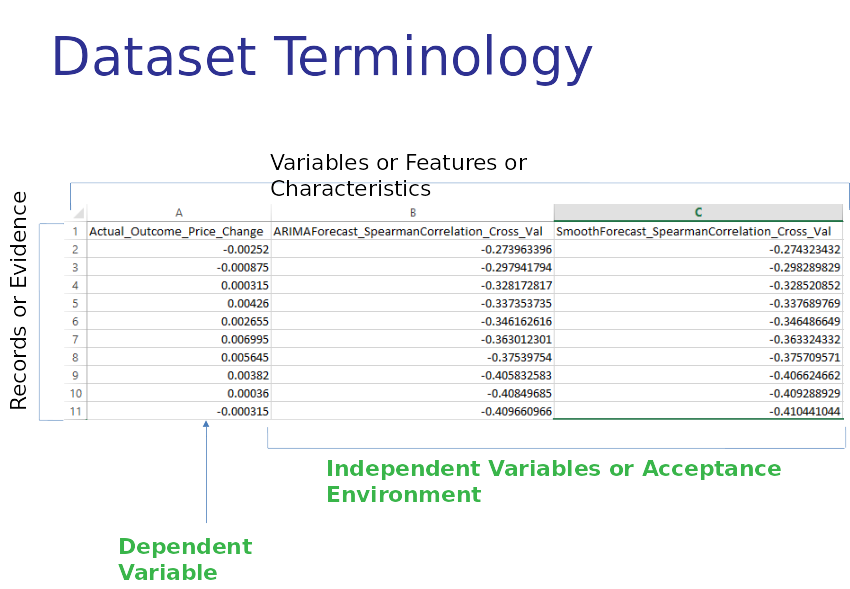 Dataset Terminology
Variables or Features or
Characteristics
Records or Evidence
A B C
1 Actual_Outcome_Price_Change ARIMAForecast_SpearmanCorrelation_Cross_Val SmoothForecast_SpearmanCorrelation_Cross_Val
2 -0.00252 -0.273963396 -0.274323432
3 -0.000875 -0.297941794 -0.298289829
4 0.000315 -0.328172817 -0.328520852
5 0.00426 -0.337353735 -0.337689769
6 0.002655 -0.346162616 -0.346486649
7 0.006995 -0.363012301 -0.363324332
8 0.005645 -0.37539754 -0.375709571
9 0.00382 -0.405832583 -0.406624662
10 0.00036 -0.40849685 -0.409288929
11 -0.000315 -0.409660966 -0.410441044
Independent Variables or Acceptance
Environment
Dependent
Variable